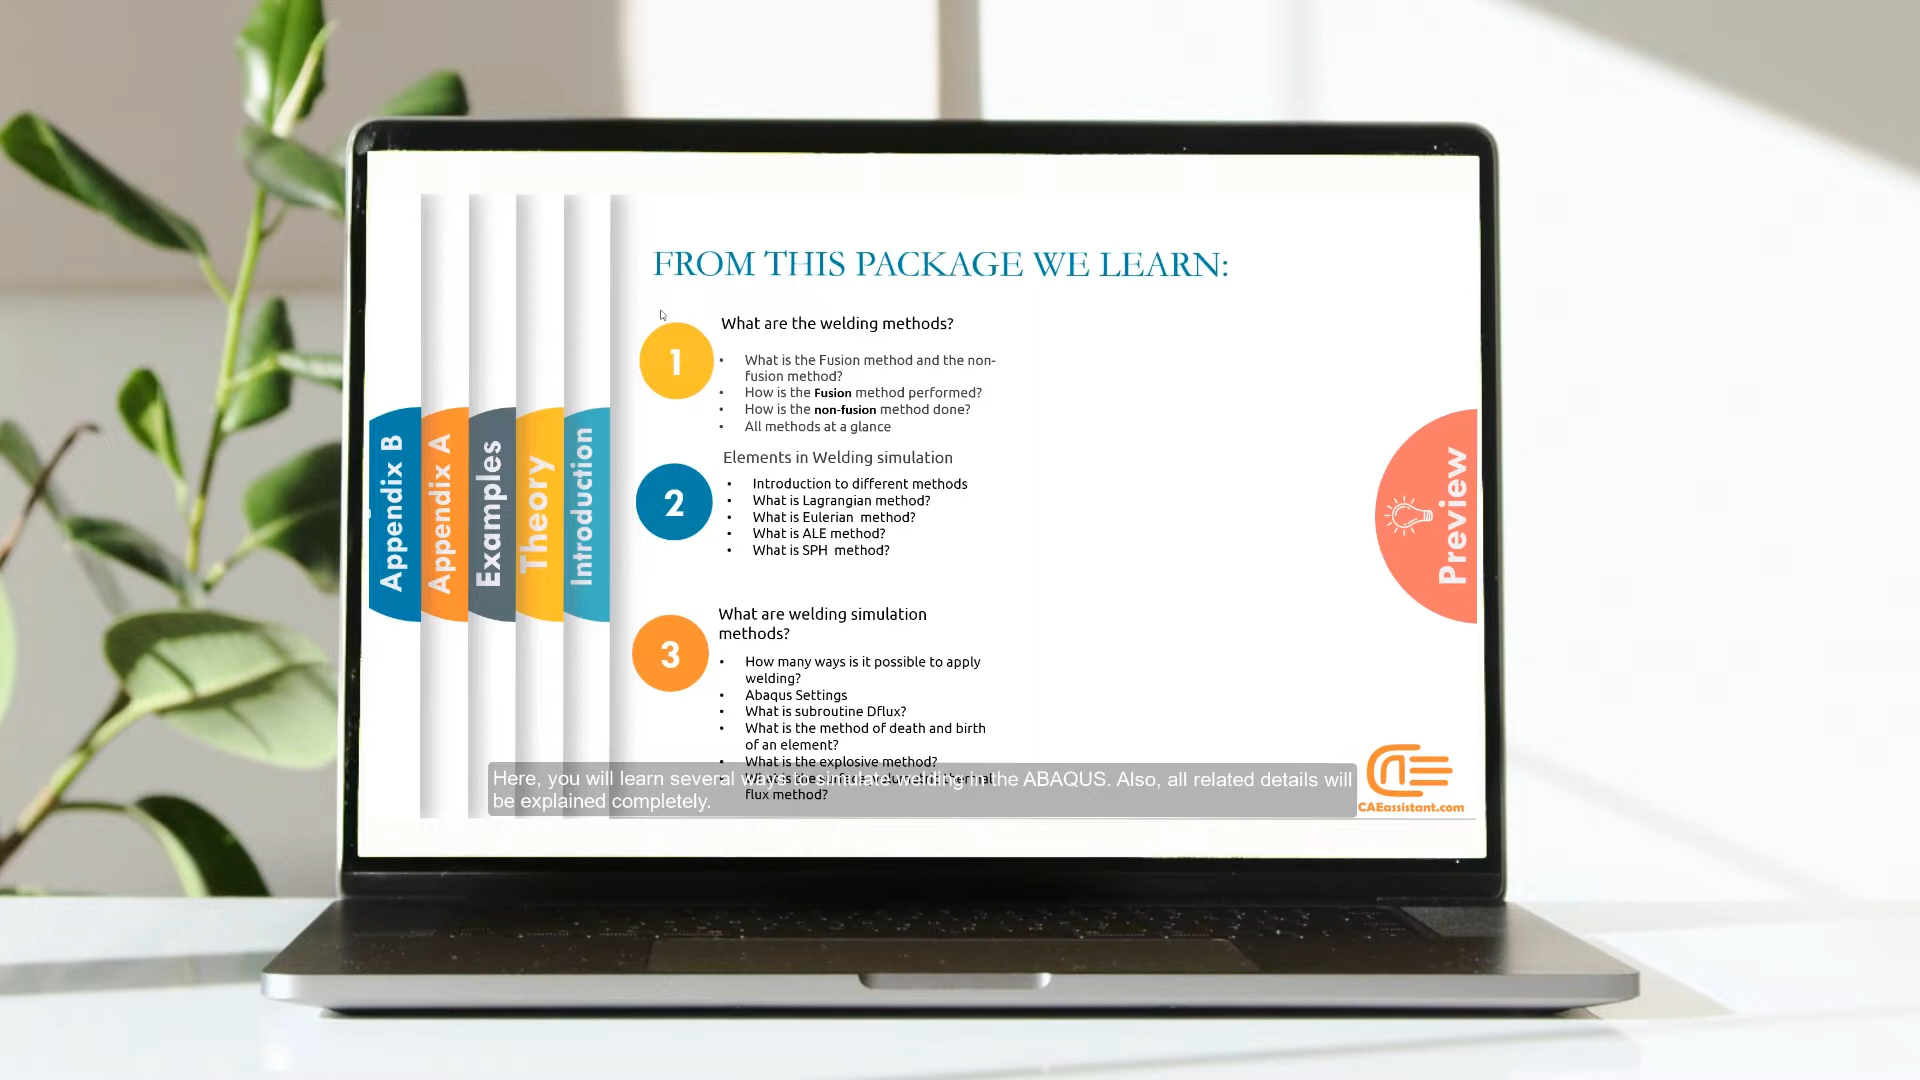 FROM THIS PACKAGE WE LEARN:
1
What are the welding methods?
• What is the Fusion method and the non-
fusion method?
• How is the Fusion method performed?
• How is the non-fusion method done?
• All methods at a glance
2
Elements in Welding simulation
• Introduction to different methods
• What is Lagrangian method?
• What is Eulerian method?
• What is ALE method?
• What is SPH method?
3
What are welding simulation
methods?
• How many ways is it possible to apply
welding?
• Abaqus Settings
• What is subroutine Dflux?
• What is the method of death and birth
of an element?
• What is the explosive method?
flux method?
Here, you will learn several ways to simulate welding in the ABAQUS. Also, all related details will
be explained completely.
Appendix B
Appendix A
Examples
Theory
Introduction
Preview
CAEassistant.com